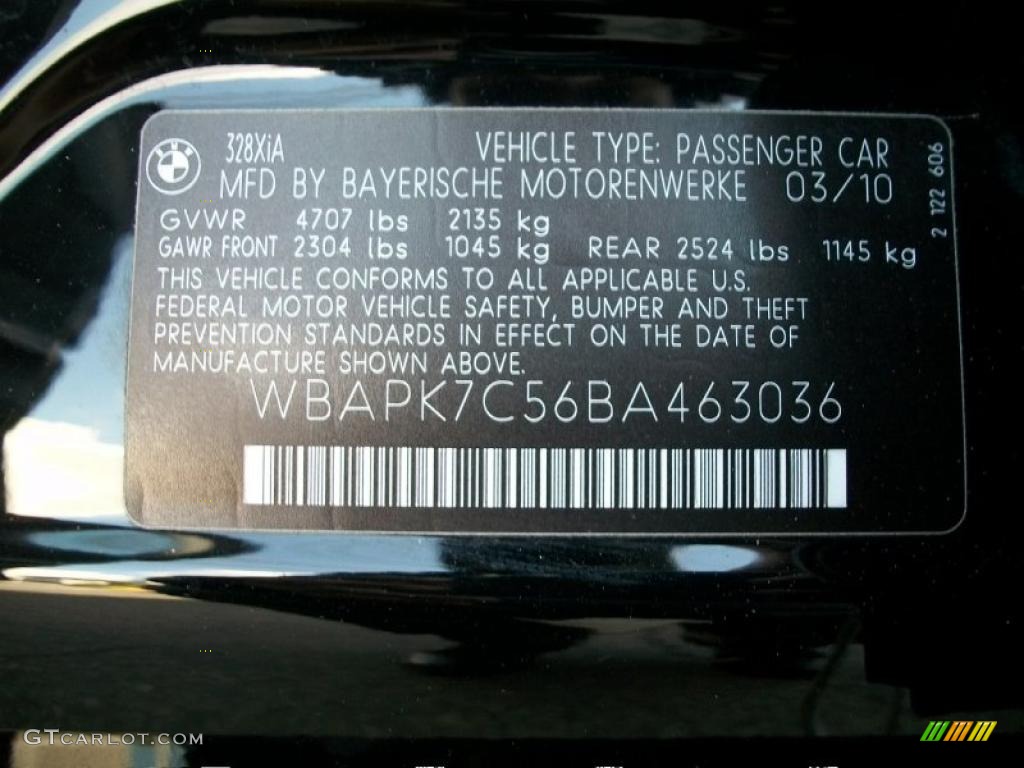 328XiA VEHICLE TYPE: PASSENGER CAR
MFD BY BAYERISCHE MOTORENWERKE 03/10
GVWR 4707 lbs 2135 kg
GAWR FRONT 2304 lbs 1045 kg REAR 2524 lbs 1145 kg
THIS VEHICLE CONFORMS TO ALL APPLICABLE U.S.
FEDERAL MOTOR VEHICLE SAFETY, BUMPER AND THEFT
PREVENTION STANDARDS IN EFFECT ON THE DATE OF
MANUFACTURE SHOWN ABOVE.
WBAPK7C56BA463036
2 122 606
GTCARLOT.COM